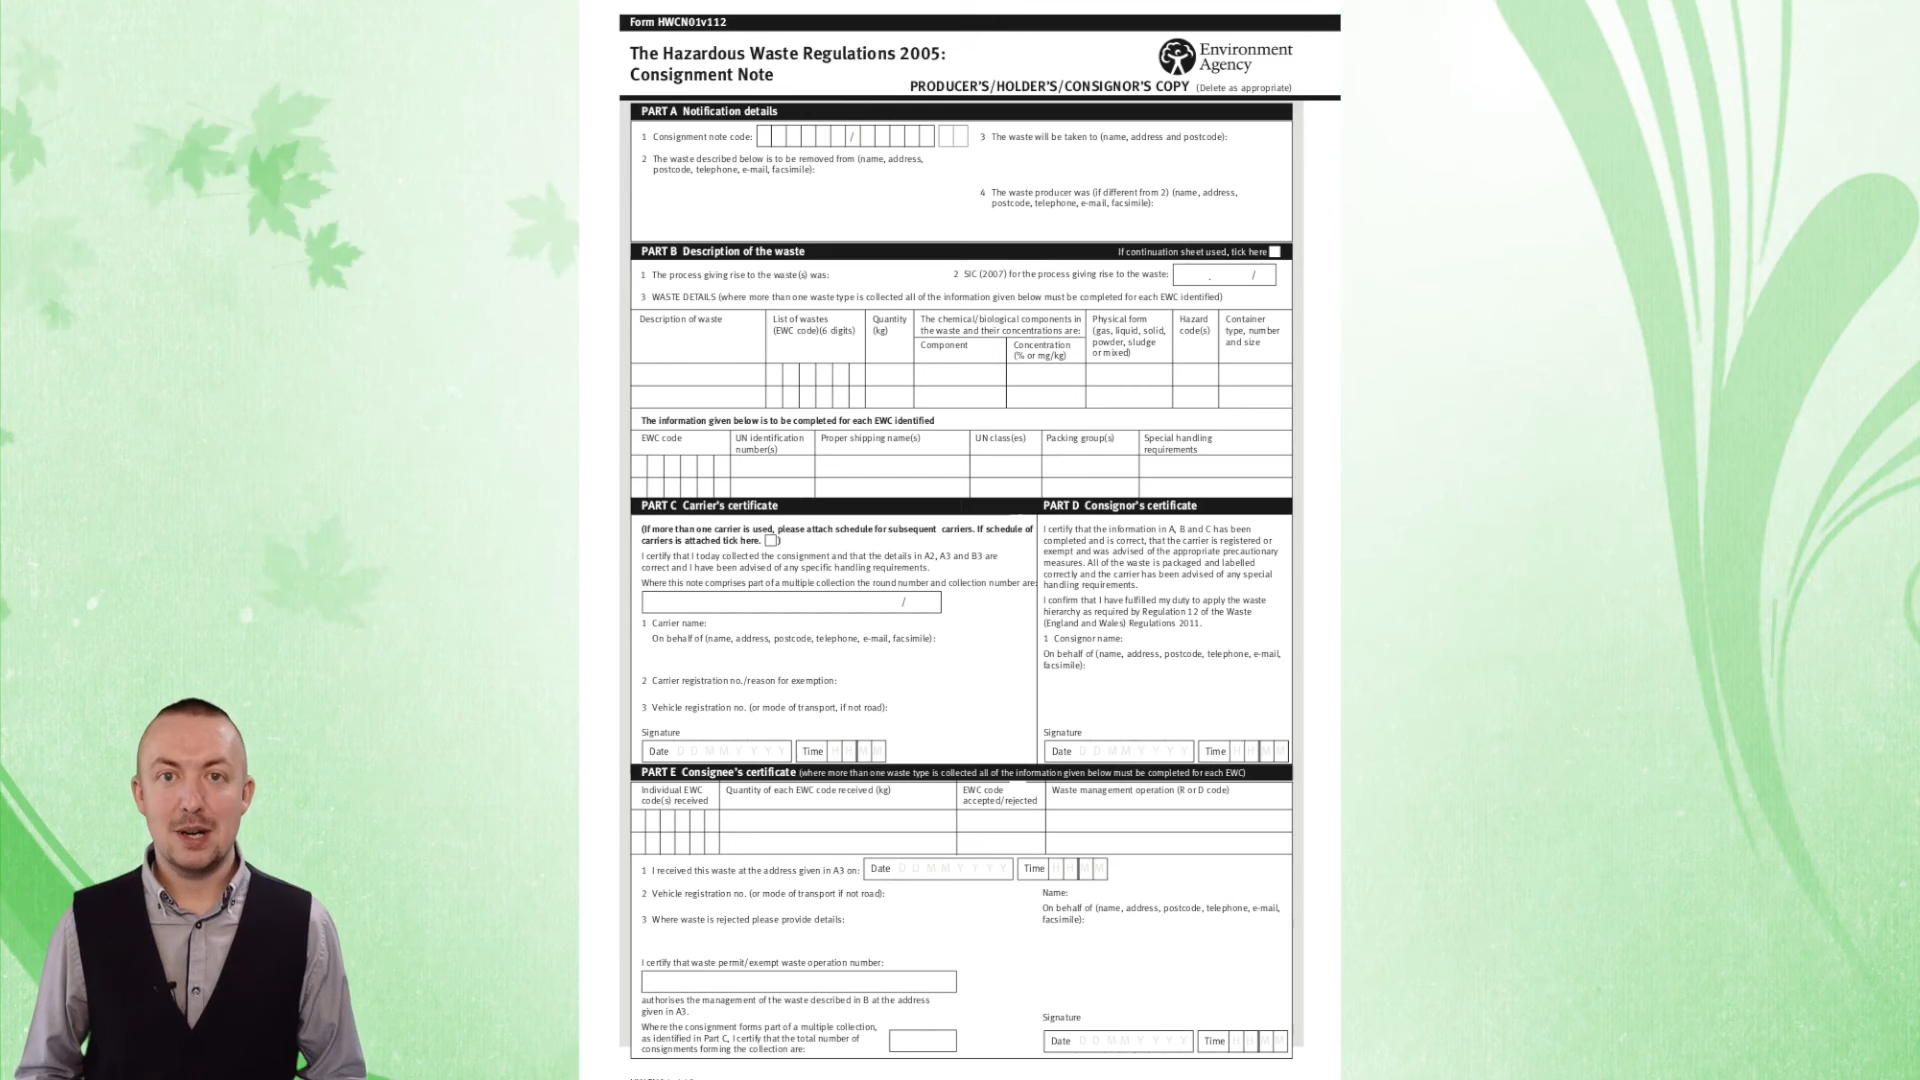 Form HWCN01v112
The Hazardous Waste Regulations 2005:
Consignment Note
Environment
Agency
PRODUCER'S/HOLDER'S/CONSIGNOR'S COPY (Delete as appropriate)
PART A Notification details
1 Consignment note code: /
2 The waste described below is to be removed from (name, address,
postcode, telephone, e-mail, facsimile):
3 The waste will be taken to (name, address and postcode):
4 The waste producer was (if different from 2) (name, address,
postcode, telephone, e-mail, facsimile):
PART B Description of the waste If continuation sheet used, tick here
1 The process giving rise to the waste(s) was: 2 SIC (2007) for the process giving rise to the waste: . /
3 WASTE DETAILS (where more than one waste type is collected all of the information given below must be completed for each EWC identified)
Description of waste
List of wastes
(EWC code)(6 digits)
Quantity
(kg)
The chemical/biological components in
the waste and their concentrations are:
Component
Concentration
(% or mg/kg)
Physical form
(gas, liquid, solid,
powder, sludge
or mixed)
Hazard
code(s)
Container
type, number
and size
The information given below is to be completed for each EWC identified
EWC code
UN identification
number(s)
Proper shipping name(s)
UN class(es)
Packing group(s)
Special handling
requirements
PART C Carrier's certificate
(If more than one carrier is used, please attach schedule for subsequent carriers. If schedule of
carriers is attached tick here. )
I certify that I today collected the consignment and that the details in A2, A3 and B3 are
correct and I have been advised of any specific handling requirements.
Where this note comprises part of a multiple collection the round number and collection number are:
/
1 Carrier name:
On behalf of (name, address, postcode, telephone, e-mail, facsimile):
2 Carrier registration no./reason for exemption:
3 Vehicle registration no. (or mode of transport, if not road):
Signature
Date D D M M Y Y Y Y Time H H M M
PART D Consignor's certificate
I certify that the information in A, B and C has been
completed and is correct, that the carrier is registered or
exempt and was advised of the appropriate precautionary
measures. All of the waste is packaged and labelled
correctly and the carrier has been advised of any special
handling requirements.
I confirm that I have fulfilled my duty to apply the waste
hierarchy as required by Regulation 12 of the Waste
(England and Wales) Regulations 2011.
1 Consignor name:
On behalf of (name, address, postcode, telephone, e-mail,
facsimile):
Signature
Date D D M M Y Y Y Y Time H H M M
PART E Consignee's certificate (where more than one waste type is collected all of the information given below must be completed for each EWC)
Individual EWC
code(s) received
Quantity of each EWC code received (kg)
EWC code
accepted/rejected
Waste management operation (R or D code)
1 I received this waste at the address given in A3 on: Date D D M M Y Y Y Y Time H H M M
2 Vehicle registration no. (or mode of transport if not road):
3 Where waste is rejected please provide details:
Name:
On behalf of (name, address, postcode, telephone, e-mail,
facsimile):
I certify that waste permit/exempt waste operation number:
authorises the management of the waste described in B at the address
given in A3.
Where the consignment forms part of a multiple collection,
as identified in Part C, I certify that the total number of
consignments forming the collection are:
Signature
Date D D M M Y Y Y Y Time H H M M